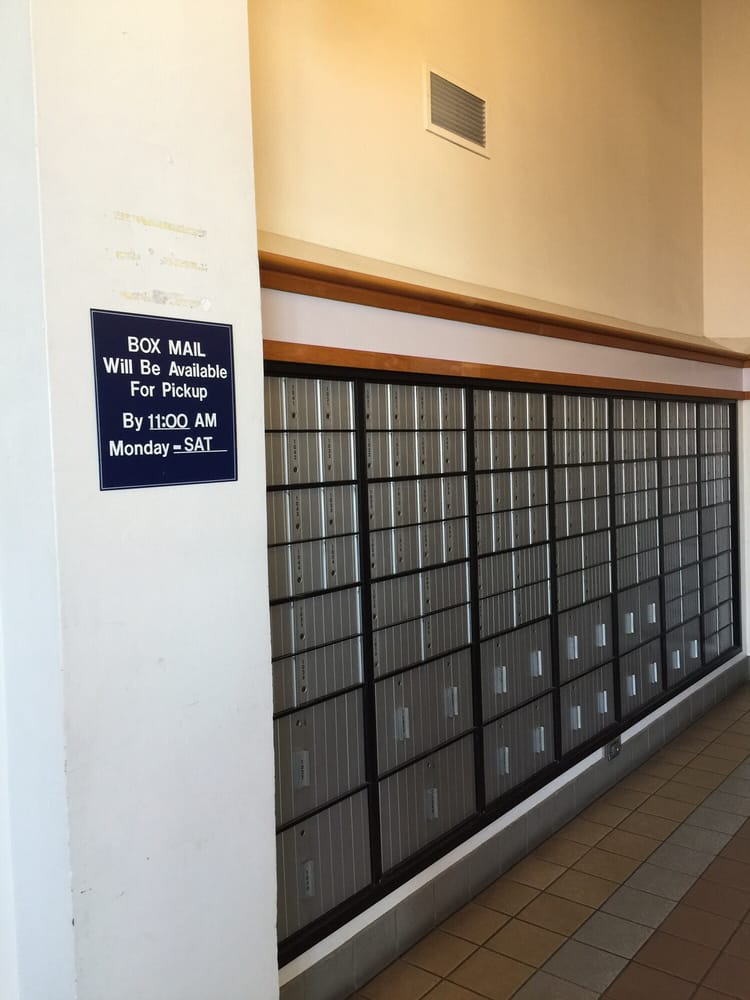 BOX MAIL
Will Be Available
For Pickup
By 11:00 AM
Monday - SAT